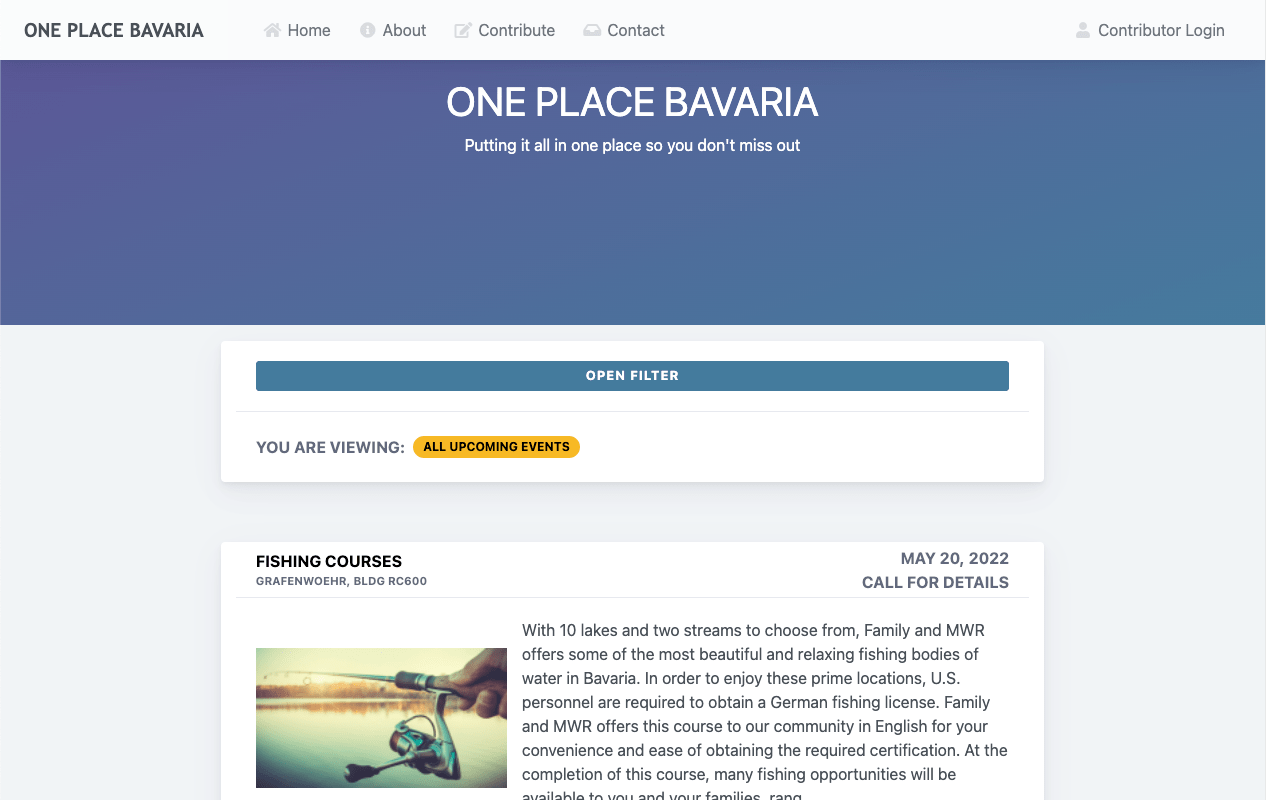 ONE PLACE BAVARIA
Home
About
Contribute
Contact
Contributor Login
ONE PLACE BAVARIA
Putting it all in one place so you don't miss out
OPEN FILTER
YOU ARE VIEWING: ALL UPCOMING EVENTS
FISHING COURSES
GRAFENWOEHR, BLDG RC600
MAY 20, 2022
CALL FOR DETAILS
With 10 lakes and two streams to choose from, Family and MWR
offers some of the most beautiful and relaxing fishing bodies of
water in Bavaria. In order to enjoy these prime locations, U.S.
personnel are required to obtain a German fishing license. Family
and MWR offers this course to our community in English for your
convenience and ease of obtaining the required certification. At the
completion of this course, many fishing opportunities will be
available to you and your families, rang